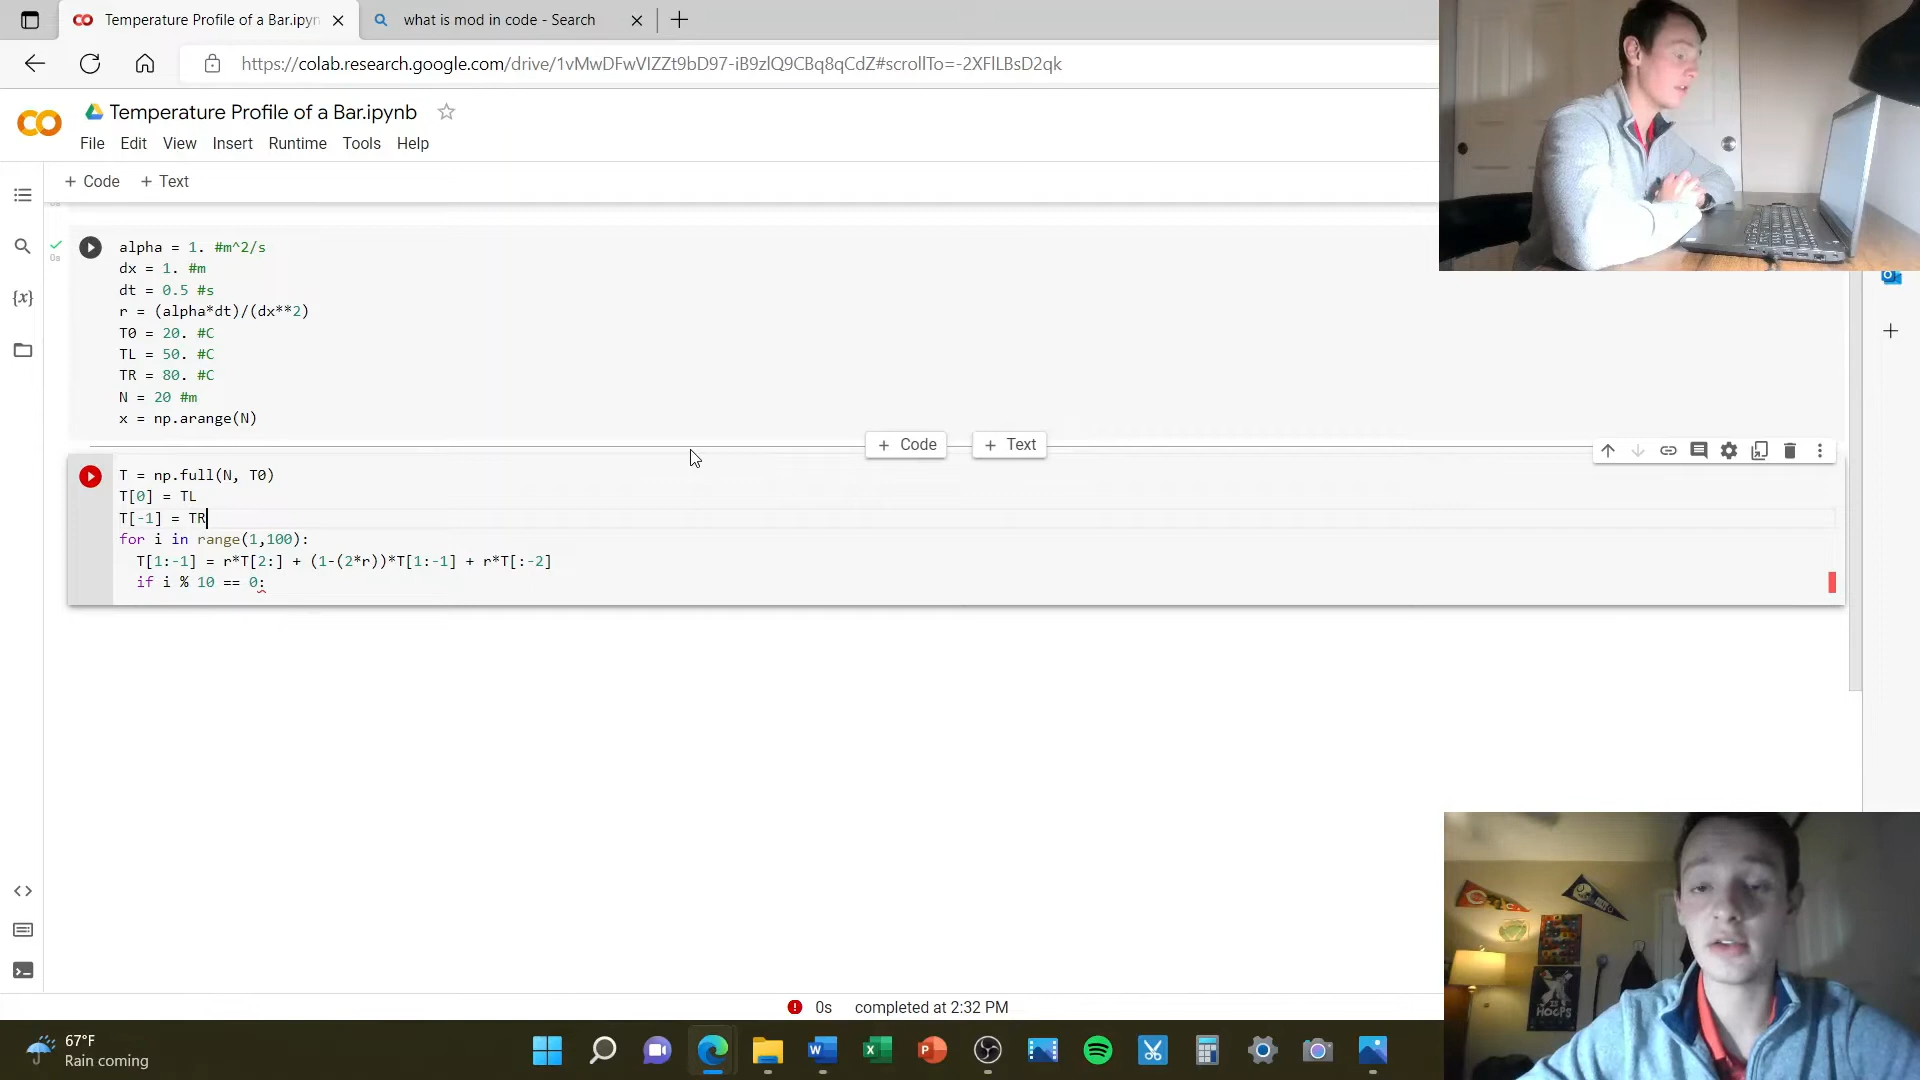 Temperature Profile of a Bar.ipyn
what is mod in code - Search
https://colab.research.google.com/drive/1vMwDFwVIZZt9bD97-iB9zlQ9CBq8qCdZ#scrollTo=-2XFlLBsD2qk
Temperature Profile of a Bar.ipynb
File Edit View Insert Runtime Tools Help
+ Code + Text
0s
alpha = 1. #m^2/s
dx = 1. #m
dt = 0.5 #s
r = (alpha*dt)/(dx**2)
T0 = 20. #C
TL = 50. #C
TR = 80. #C
N = 20 #m
x = np.arange(N)
+ Code + Text
T = np.full(N, T0)
T[0] = TL
T[-1] = TR
for i in range(1,100):
T[1:-1] = r*T[2:] + (1-(2*r))*T[1:-1] + r*T[:-2]
if i % 10 == 0:
0s completed at 2:32 PM
67°F
Rain coming
HOOPS